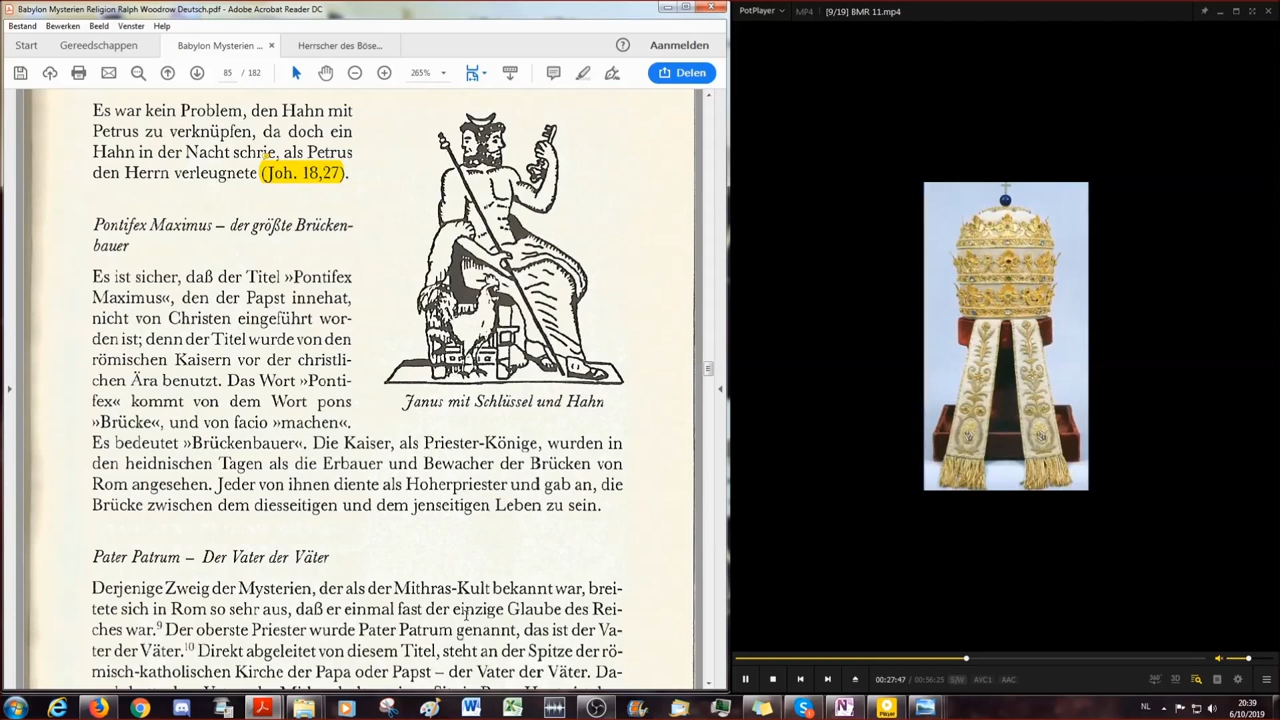 Babylon Mysterien Religion Ralph Woodrow Deutsch.pdf - Adobe Acrobat Reader DC
Bestand Bewerken Beeld Venster Help
Start Gereedschappen Babylon Mysterien ... × Herrscher des Böse... Aanmelden
85 / 182 265% Delen
Es war kein Problem, den Hahn mit
Petrus zu verknüpfen, da doch ein
Hahn in der Nacht schrie, als Petrus
den Herrn verleugnete (Joh. 18,27).
Pontifex Maximus – der größte Brücken-
bauer
Es ist sicher, daß der Titel »Pontifex
Maximus«, den der Papst innehat,
nicht von Christen eingeführt wor-
den ist; denn der Titel wurde von den
römischen Kaisern vor der christli-
chen Ära benutzt. Das Wort »Ponti-
fex« kommt von dem Wort pons
»Brücke«, und von facio »machen«.
Janus mit Schlüssel und Hahn
Es bedeutet »Brückenbauer«. Die Kaiser, als Priester-Könige, wurden in
den heidnischen Tagen als die Erbauer und Bewacher der Brücken von
Rom angesehen. Jeder von ihnen diente als Hoherpriester und gab an, die
Brücke zwischen dem diesseitigen und dem jenseitigen Leben zu sein.
Pater Patrum – Der Vater der Väter
Derjenige Zweig der Mysterien, der als der Mithras-Kult bekannt war, brei-
tete sich in Rom so sehr aus, daß er einmal fast der einzige Glaube des Rei-
ches war.⁹ Der oberste Priester wurde Pater Patrum genannt, das ist der Va-
ter der Väter.¹⁰ Direkt abgeleitet von diesem Titel, steht an der Spitze der rö-
misch-katholischen Kirche der Papa oder Papst – der Vater der Väter. Da-
PotPlayer MP4 [9/19] BMR 11.mp4
00:27:47 / 00:56:25 S/W AVC1 AAC
360° 3D
NL 20:39
6/10/2019